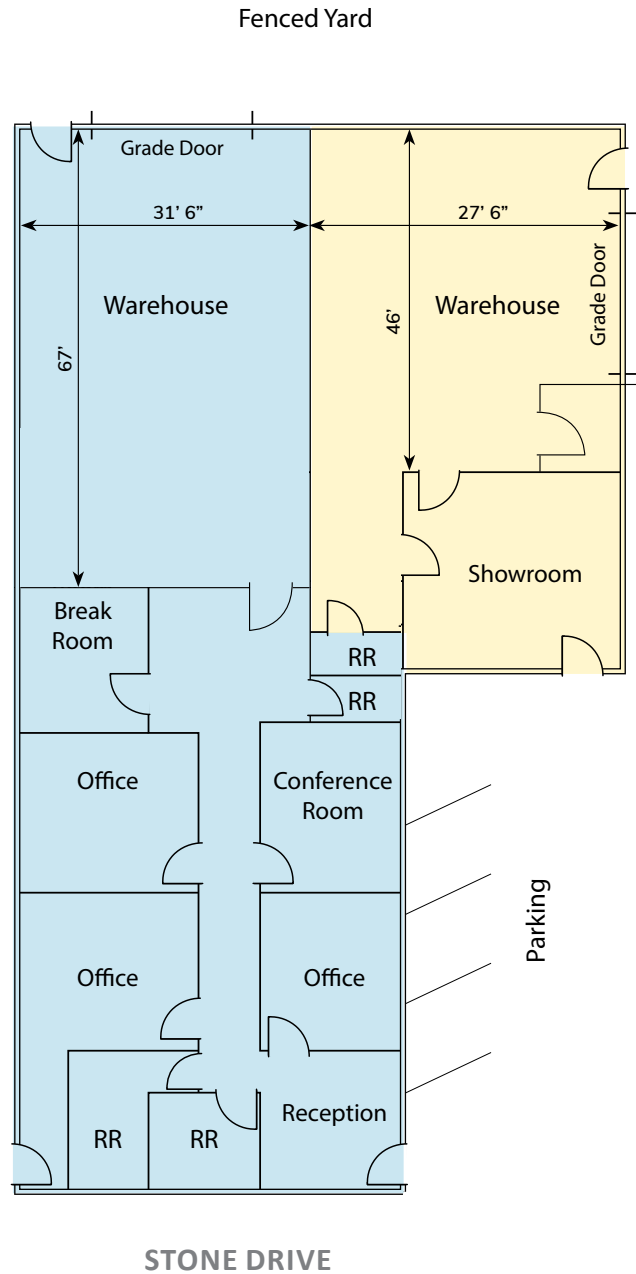 Fenced Yard
Grade Door
31’ 6”
27’ 6”
Warehouse
Warehouse
Grade Door
67’
46’
Showroom
Break
Room
RR
RR
Office
Conference
Room
Parking
Office
Office
Reception
RR
RR
STONE DRIVE